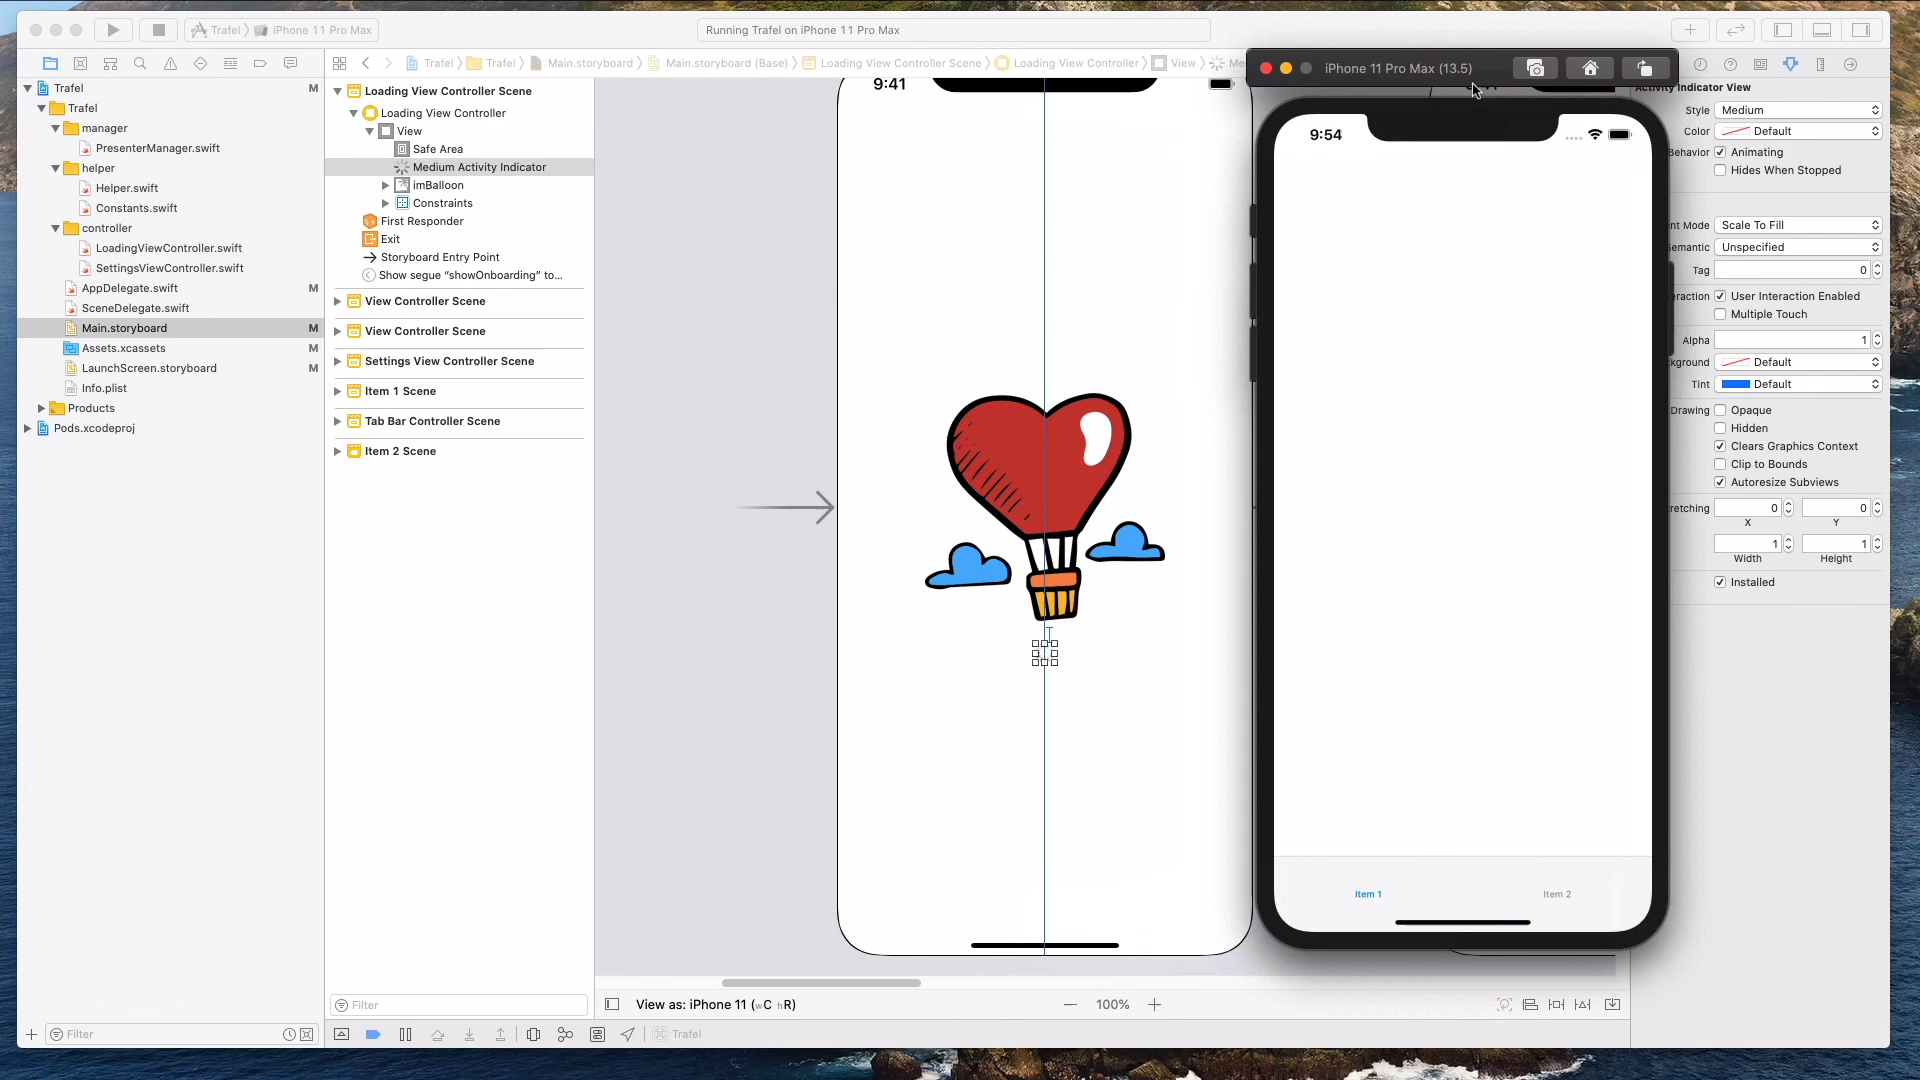 Trafel
iPhone 11 Pro Max
Running Trafel on iPhone 11 Pro Max
iPhone 11 Pro Max (13.5)
Trafel
Trafel
Main.storyboard
Main.storyboard (Base)
Loading View Controller Scene
Loading View Controller
View
Me
Trafel
M
Trafel
manager
PresenterManager.swift
helper
Helper.swift
Constants.swift
controller
LoadingViewController.swift
SettingsViewController.swift
AppDelegate.swift
M
SceneDelegate.swift
Main.storyboard
M
Assets.xcassets
M
LaunchScreen.storyboard
M
Info.plist
Products
Pods.xcodeproj
Filter
Loading View Controller Scene
Loading View Controller
View
Safe Area
Medium Activity Indicator
imBalloon
Constraints
First Responder
Exit
Storyboard Entry Point
Show segue “showOnboarding” to...
View Controller Scene
View Controller Scene
Settings View Controller Scene
Item 1 Scene
Tab Bar Controller Scene
Item 2 Scene
Filter
9:41
View as: iPhone 11 (wC hR)
100%
Trafel
9:54
Item 1
Item 2
Activity Indicator View
Style
Medium
Color
Default
Behavior
Animating
Hides When Stopped
nt Mode
Scale To Fill
emantic
Unspecified
Tag
0
eraction
User Interaction Enabled
Multiple Touch
Alpha
1
kground
Default
Tint
Default
Drawing
Opaque
Hidden
Clears Graphics Context
Clip to Bounds
Autoresize Subviews
retching
0
0
X
Y
1
1
Width
Height
Installed